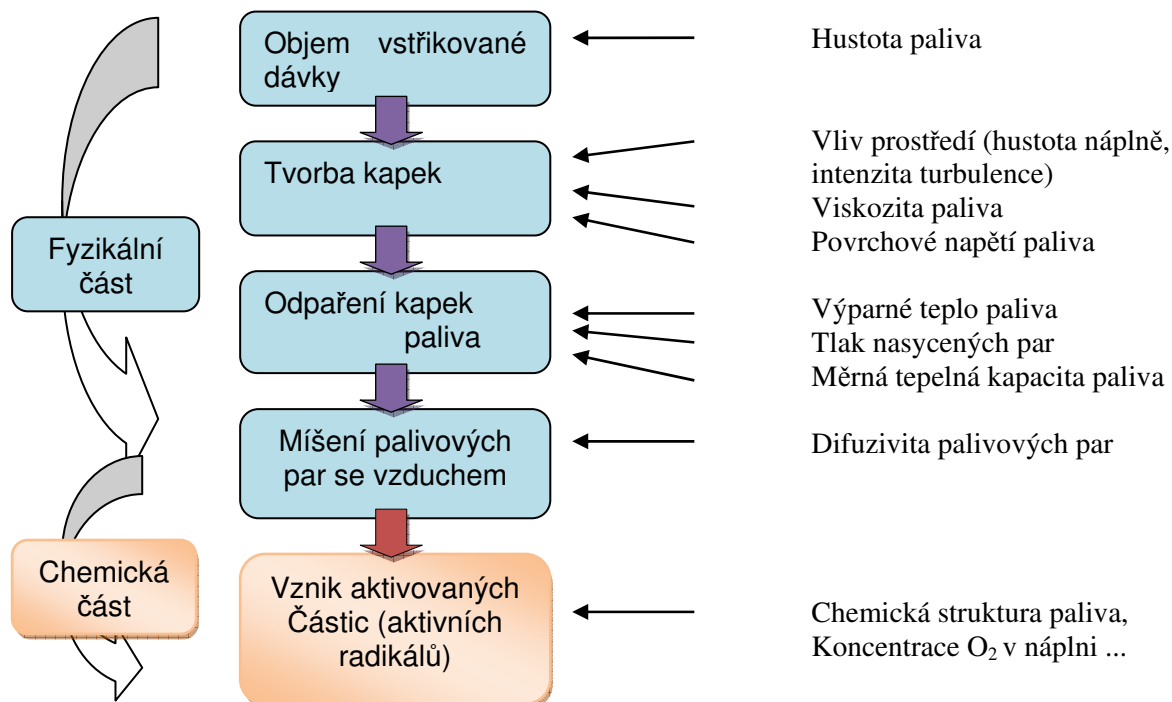 Objem vstřikované
dávky
Hustota paliva
Tvorba kapek
Vliv prostředí (hustota náplně,
intenzita turbulence)
Viskozita paliva
Povrchové napětí paliva
Fyzikální
část
Odpaření kapek
paliva
Výparné teplo paliva
Tlak nasycených par
Měrná tepelná kapacita paliva
Míšení palivových
par se vzduchem
Difuzivita palivových par
Chemická
část
Vznik aktivovaných
Částic (aktivních
radikálů)
Chemická struktura paliva,
Koncentrace O₂ v náplni ...